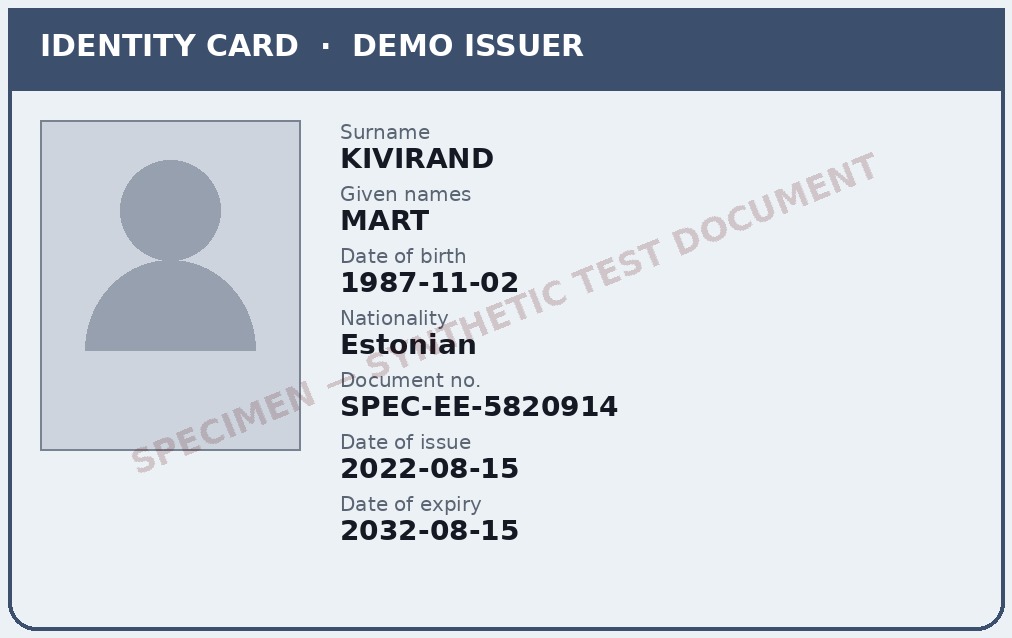 IDENTITY CARD · DEMO ISSUER
Surname
KIVIRAND
Given names
MART
Date of birth
1987-11-02
Nationality
Estonian
Document no.
SPEC-EE-5820914
Date of issue
2022-08-15
Date of expiry
2032-08-15
SPECIMEN — SYNTHETIC TEST DOCUMENT